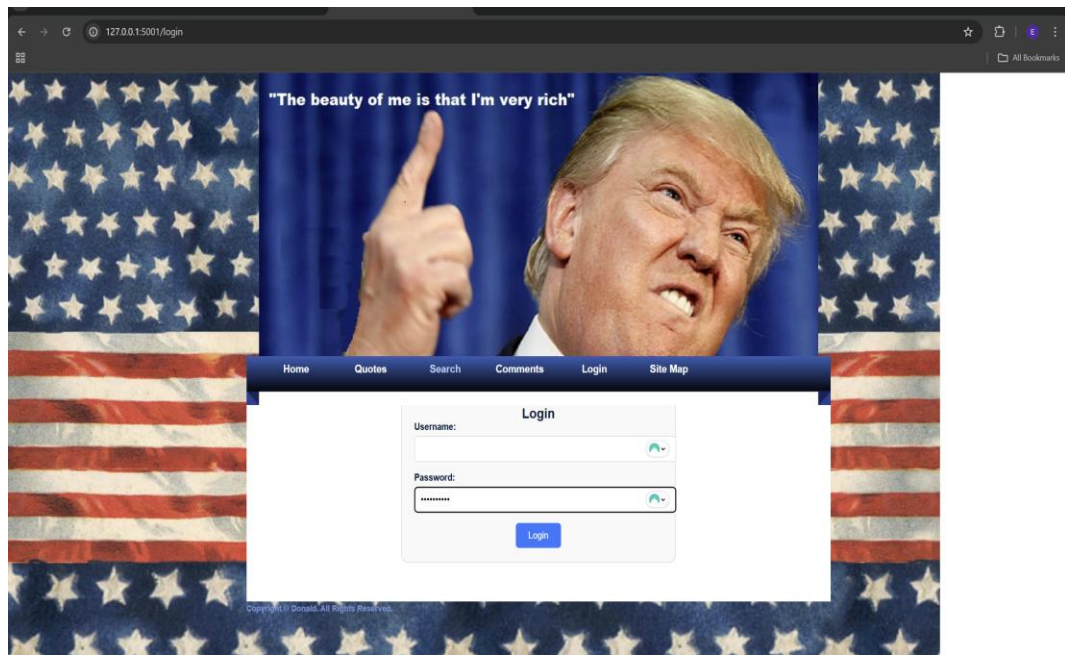 127.0.0.1:5001/login
E
All Bookmarks
"The beauty of me is that I'm very rich"
Home Quotes Search Comments Login Site Map
Login
Username:
Password:
••••••••••
Login
Copyright © Donald. All Rights Reserved.